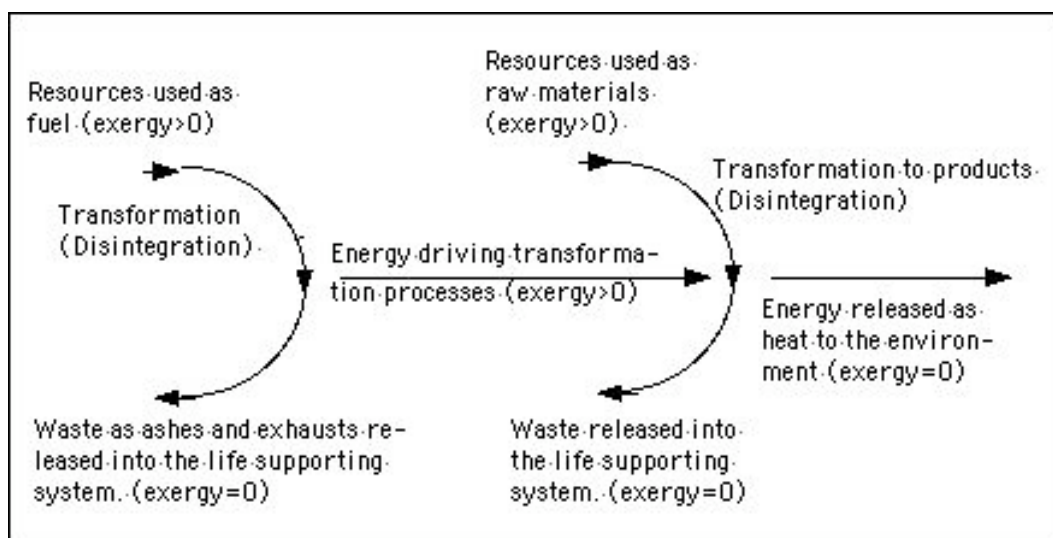 Resources used as
fuel (exergy>0)
Resources used as
raw materials
(exergy>0)
Transformation
(Disintegration)
Transformation to products
(Disintegration)
Energy driving transforma-
tion processes (exergy>0)
Energy released as
heat to the environ-
ment (exergy=0)
Waste as ashes and exhausts re-
leased into the life supporting
system. (exergy=0)
Waste released into
the life supporting
system. (exergy=0)